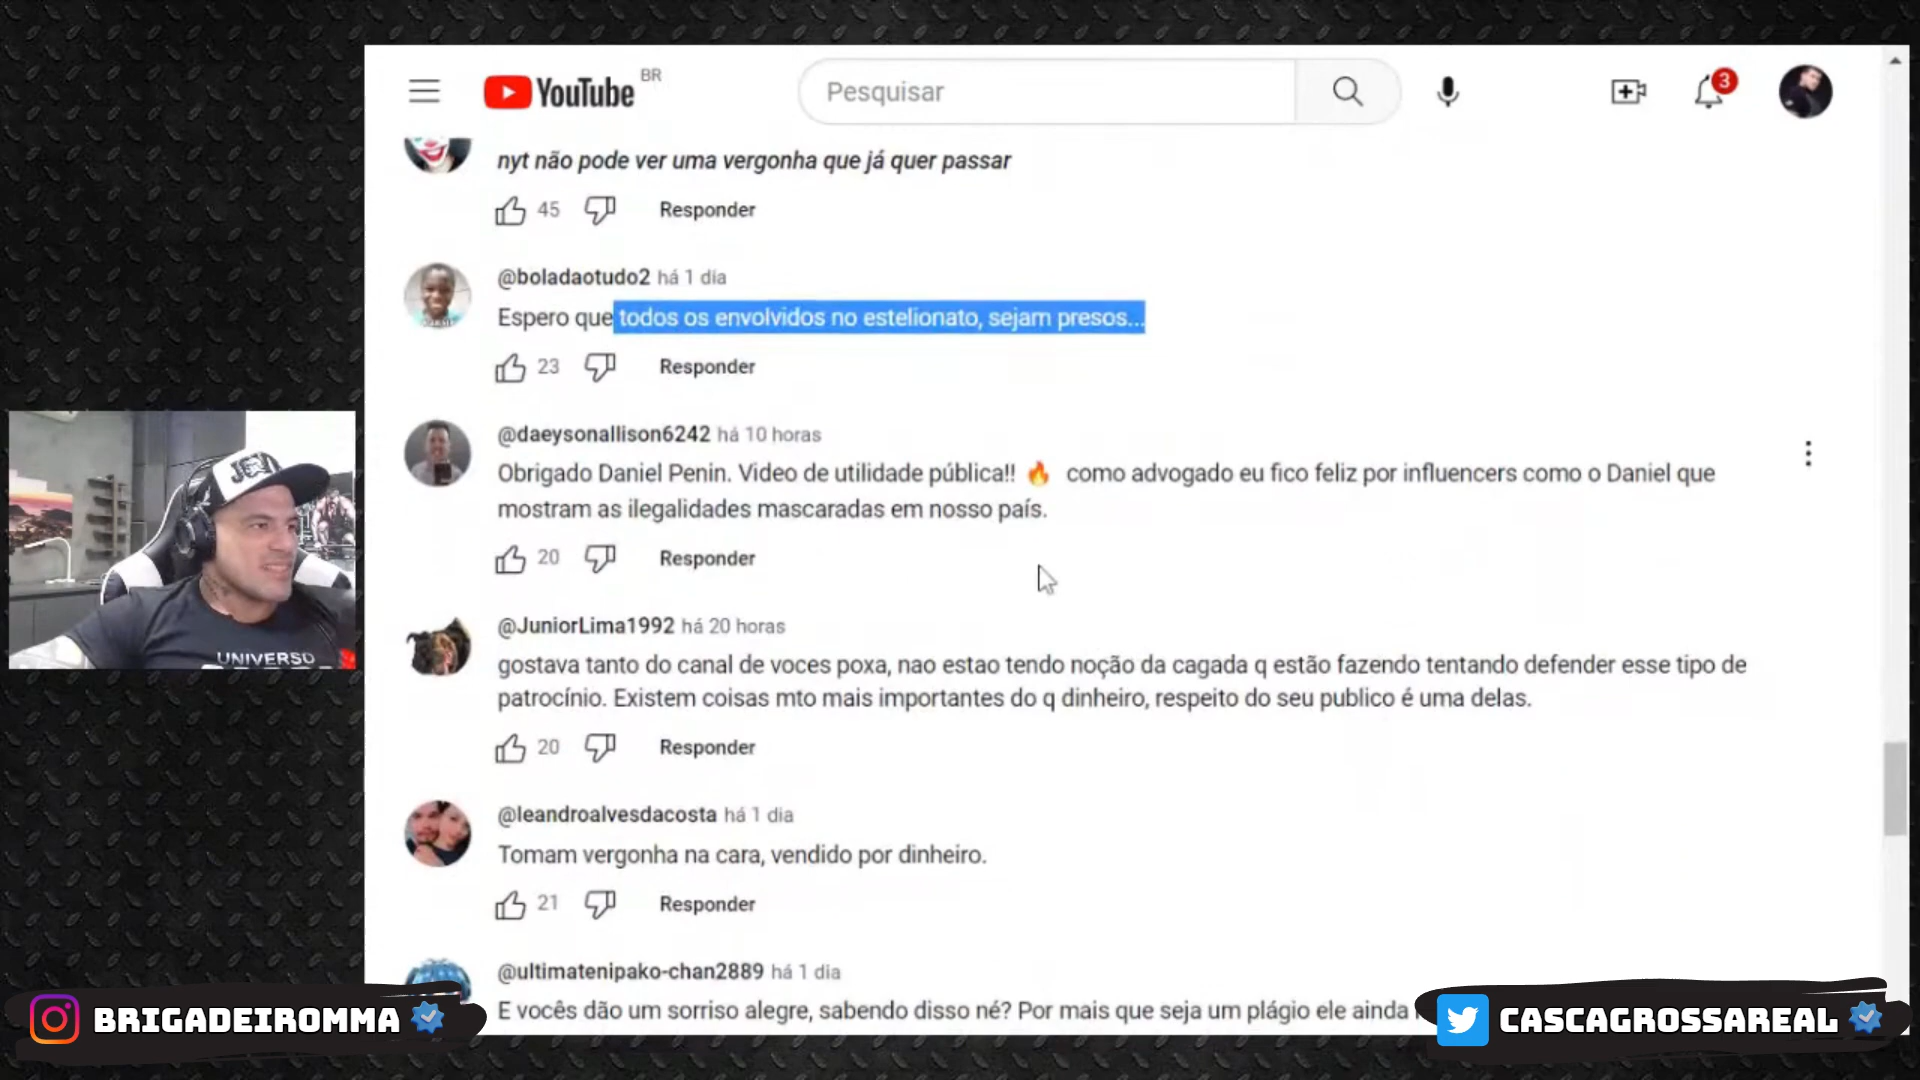 YouTube BR
Pesquisar
3
nyt não pode ver uma vergonha que já quer passar
45 Responder
@boladaotudo2 há 1 dia
Espero que todos os envolvidos no estelionato, sejam presos...
23 Responder
@daeysonallison6242 há 10 horas
Obrigado Daniel Penin. Video de utilidade pública!! 🔥 como advogado eu fico feliz por influencers como o Daniel que
mostram as ilegalidades mascaradas em nosso país.
20 Responder
@JuniorLima1992 há 20 horas
gostava tanto do canal de voces poxa, nao estao tendo noção da cagada q estão fazendo tentando defender esse tipo de
patrocínio. Existem coisas mto mais importantes do q dinheiro, respeito do seu publico é uma delas.
20 Responder
@leandroalvesdacosta há 1 dia
Tomam vergonha na cara, vendido por dinheiro.
21 Responder
@ultimatenipako-chan2889 há 1 dia
E vocês dão um sorriso alegre, sabendo disso né? Por mais que seja um plágio ele ainda
UNIVERSO
BRIGADEIROMMA
CASCAGROSSAREAL